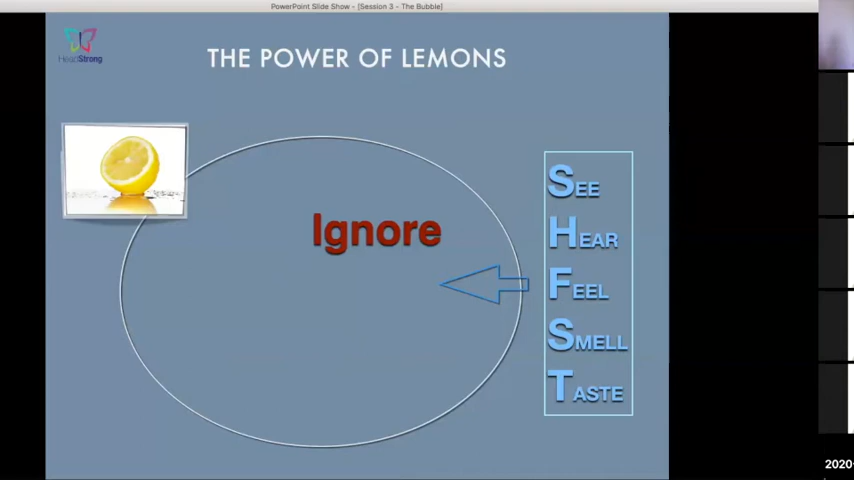 PowerPoint Slide Show - [Session 3 - The Bubble]
HeadStrong
THE POWER OF LEMONS
Ignore
SEE
HEAR
FEEL
SMELL
TASTE
2020